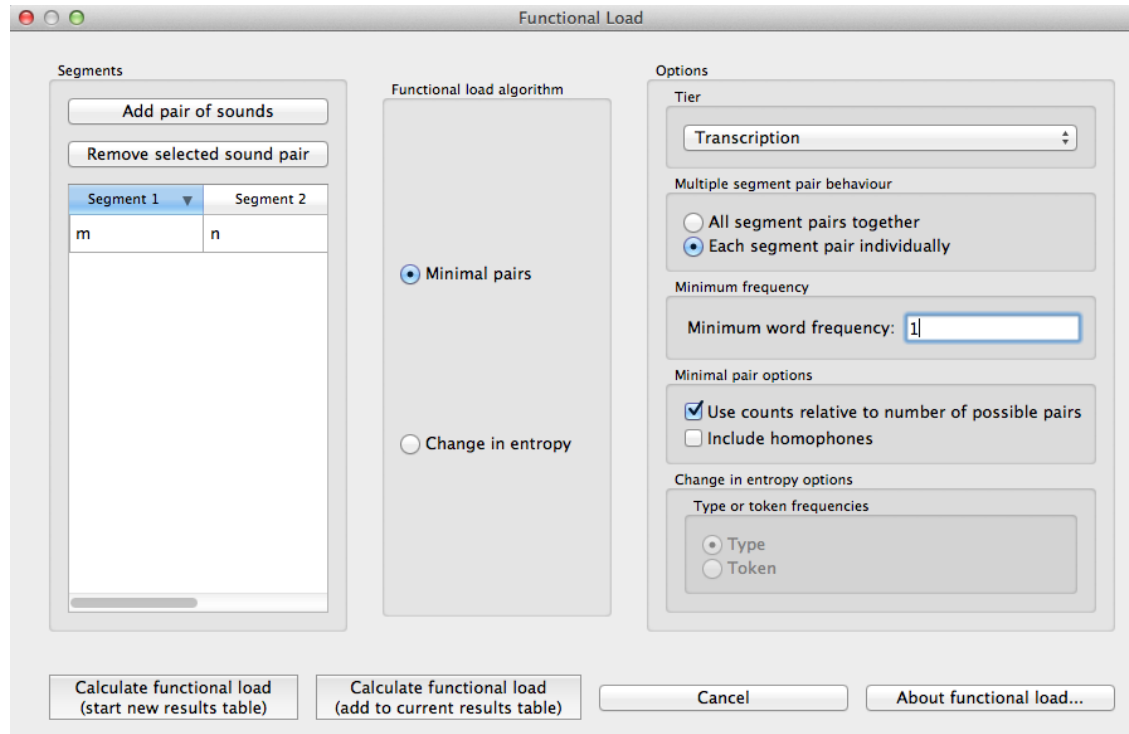 Functional Load
Segments
Add pair of sounds
Remove selected sound pair
Segment 1 ▼ Segment 2
m n
Functional load algorithm
Minimal pairs
Change in entropy
Options
Tier
Transcription
Multiple segment pair behaviour
All segment pairs together
Each segment pair individually
Minimum frequency
Minimum word frequency: 1
Minimal pair options
Use counts relative to number of possible pairs
Include homophones
Change in entropy options
Type or token frequencies
Type
Token
Calculate functional load
(start new results table)
Calculate functional load
(add to current results table)
Cancel
About functional load...